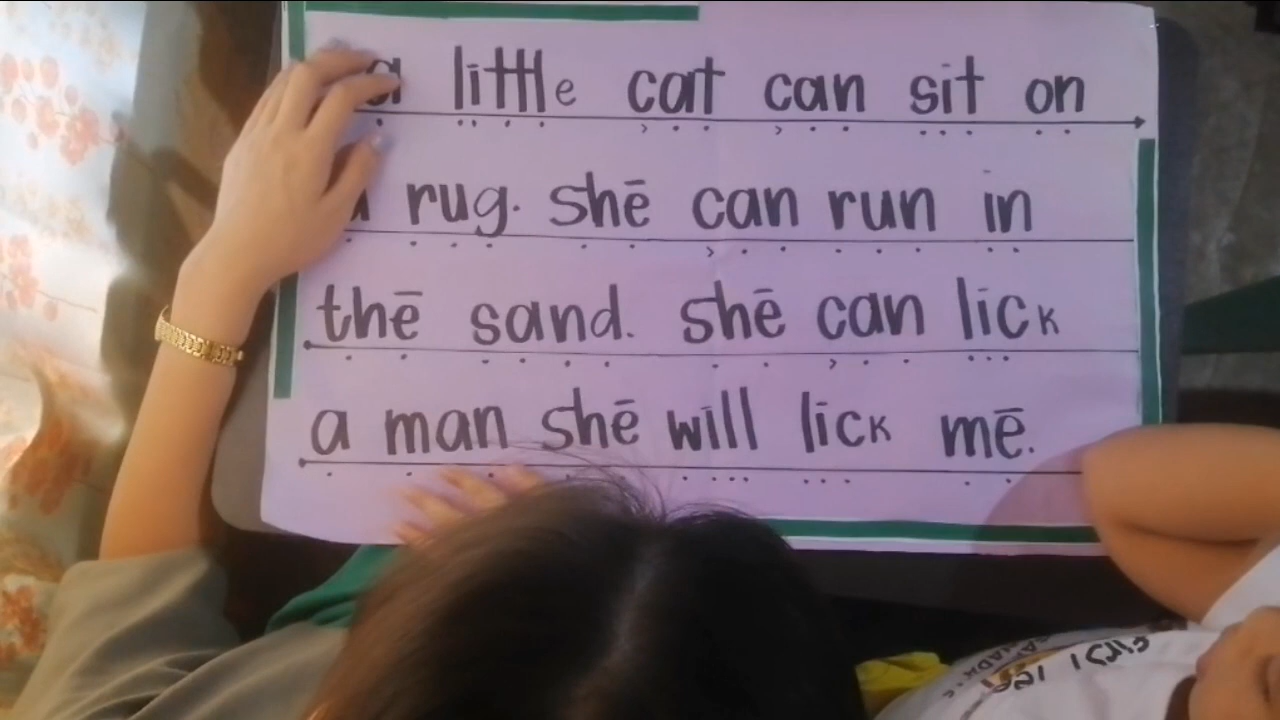 a little cat can sit on
a rug. shē can run in
thē sand. shē can lick
a man shē will lick mē.